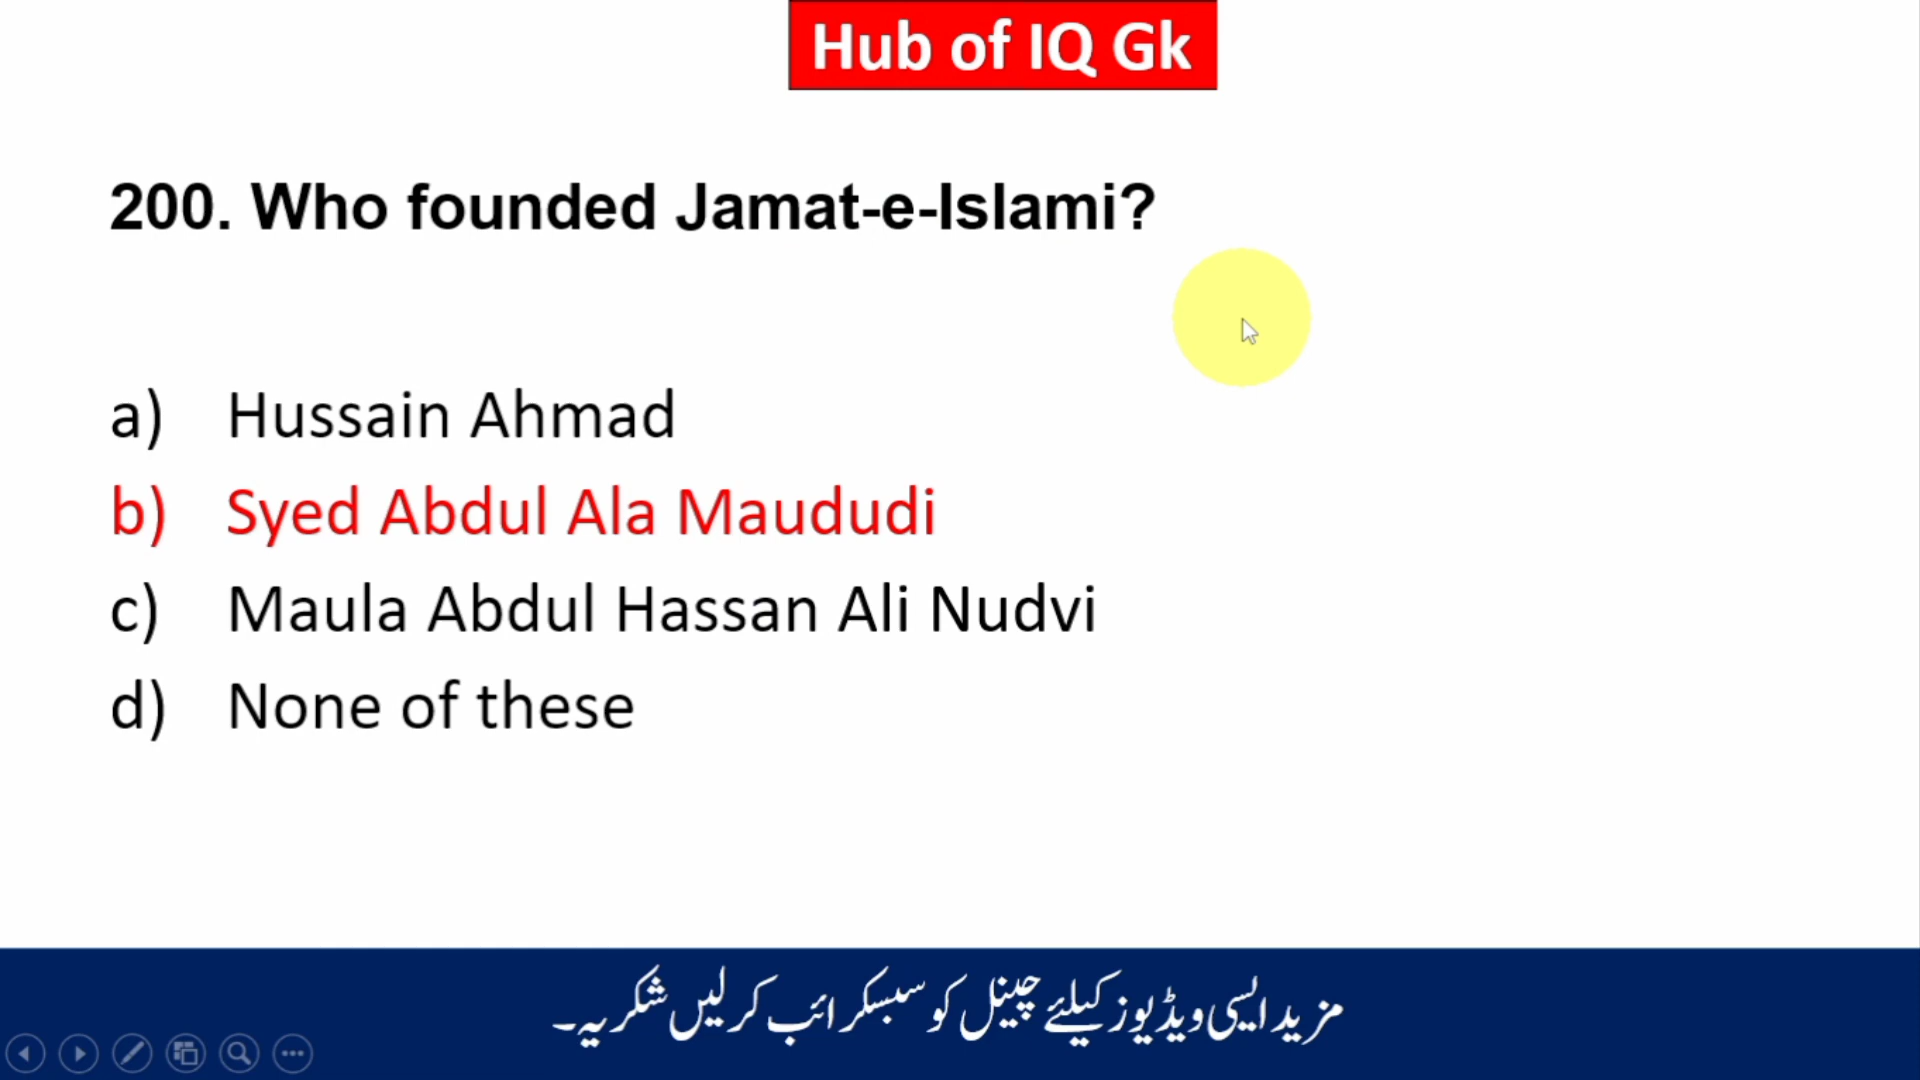 Hub of IQ Gk
200. Who founded Jamat-e-Islami?
a) Hussain Ahmad
b) Syed Abdul Ala Maududi
c) Maula Abdul Hassan Ali Nudvi
d) None of these
مزید ایسی ویڈیوز کیلئے چینل کو سبسکرائب کر لیں شکریہ۔